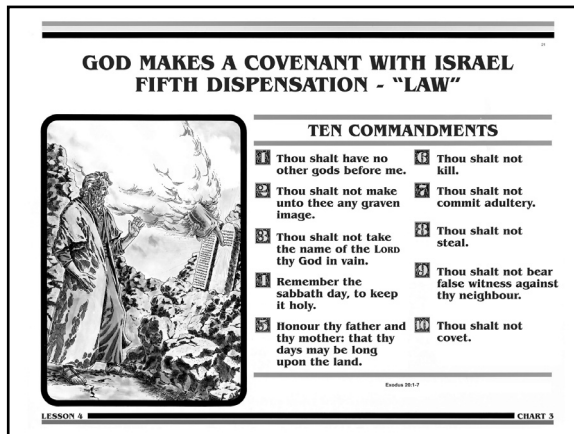 21
GOD MAKES A COVENANT WITH ISRAEL
FIFTH DISPENSATION - “LAW”
TEN COMMANDMENTS
1 Thou shalt have no
other gods before me.
2 Thou shalt not make
unto thee any graven
image.
3 Thou shalt not take
the name of the LORD
thy God in vain.
4 Remember the
sabbath day, to keep
it holy.
5 Honour thy father and
thy mother: that thy
days may be long
upon the land.
6 Thou shalt not
kill.
7 Thou shalt not
commit adultery.
8 Thou shalt not
steal.
9 Thou shalt not bear
false witness against
thy neighbour.
10 Thou shalt not
covet.
Exodus 20:1-7
LESSON 4
CHART 3